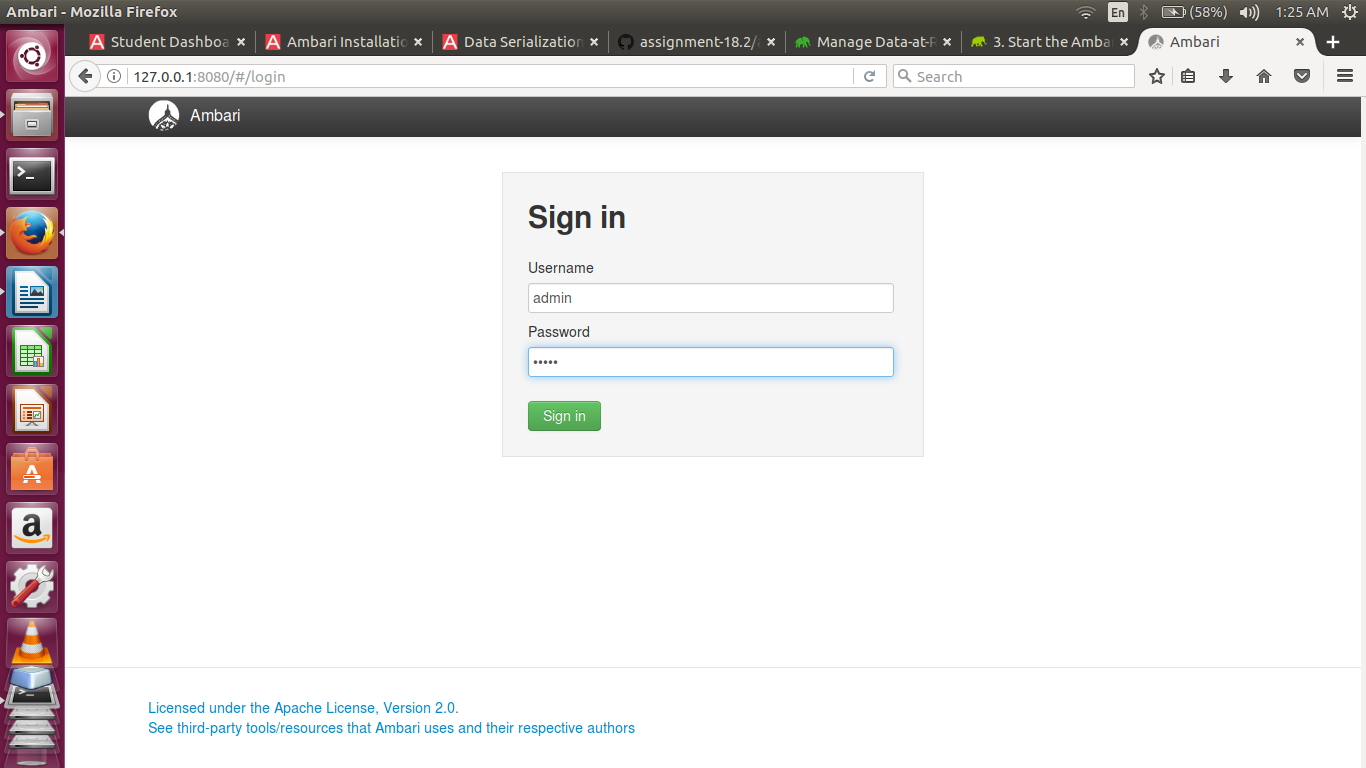 Ambari - Mozilla Firefox
En
(58%)
1:25 AM
Student Dashboa
Ambari Installatio
Data Serialization
assignment-18.2/
Manage Data-at-R
3. Start the Amba
Ambari
127.0.0.1:8080/#/login
Search
Ambari
Sign in
Username
admin
Password
•••••
Sign in
Licensed under the Apache License, Version 2.0.
See third-party tools/resources that Ambari uses and their respective authors